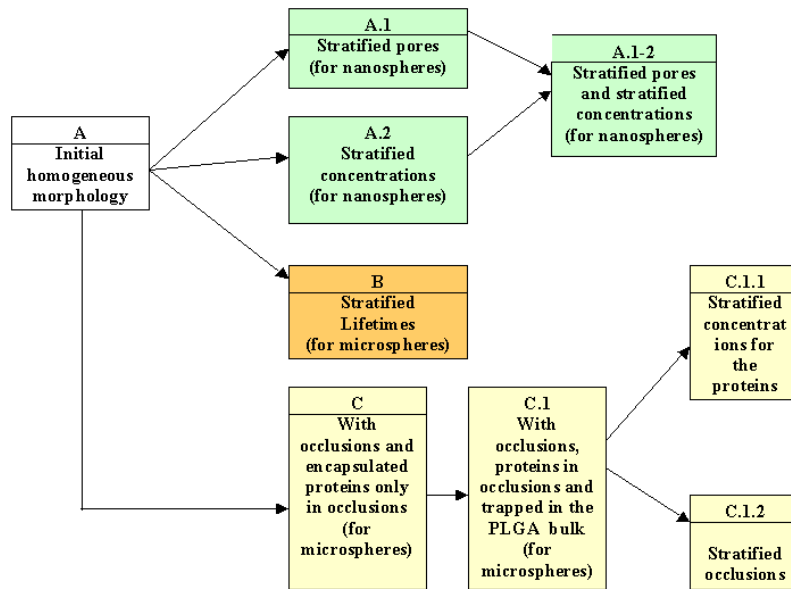 A.1
Stratified pores
(for nanospheres)
A.1-2
Stratified pores
and stratified
concentrations
(for nanospheres)
A
Initial
homogeneous
morphology
A.2
Stratified
concentrations
(for nanospheres)
B
Stratified
Lifetimes
(for microspheres)
C
With
occlusions and
encapsulated
proteins only
in occlusions
(for
microspheres)
C.1
With
occlusions,
proteins in
occlusions and
trapped in the
PLGA bulk
(for
microspheres)
C.1.1
Stratified
concentrat
ions for
the
proteins
C.1.2
Stratified
occlusions